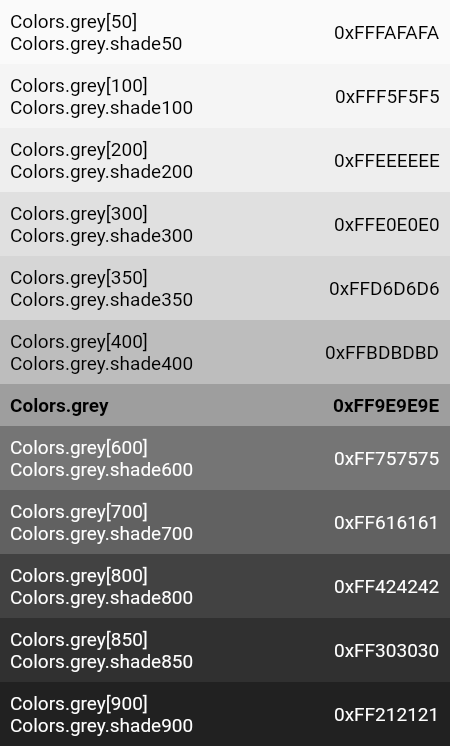 Colors.grey[50]
Colors.grey.shade50
0xFFFAFAFA
Colors.grey[100]
Colors.grey.shade100
0xFFF5F5F5
Colors.grey[200]
Colors.grey.shade200
0xFFEEEEEE
Colors.grey[300]
Colors.grey.shade300
0xFFE0E0E0
Colors.grey[350]
Colors.grey.shade350
0xFFD6D6D6
Colors.grey[400]
Colors.grey.shade400
0xFFBDBDBD
Colors.grey
0xFF9E9E9E
Colors.grey[600]
Colors.grey.shade600
0xFF757575
Colors.grey[700]
Colors.grey.shade700
0xFF616161
Colors.grey[800]
Colors.grey.shade800
0xFF424242
Colors.grey[850]
Colors.grey.shade850
0xFF303030
Colors.grey[900]
Colors.grey.shade900
0xFF212121